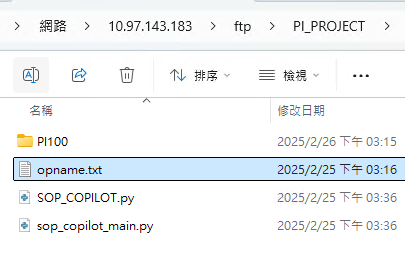 網路 > 10.97.143.183 > ftp > PI_PROJECT >
排序 檢視 ...
名稱 修改日期
PI100 2025/2/26 下午 03:15
opname.txt 2025/2/25 下午 03:16
SOP_COPILOT.py 2025/2/25 下午 03:36
sop_copilot_main.py 2025/2/25 下午 03:36